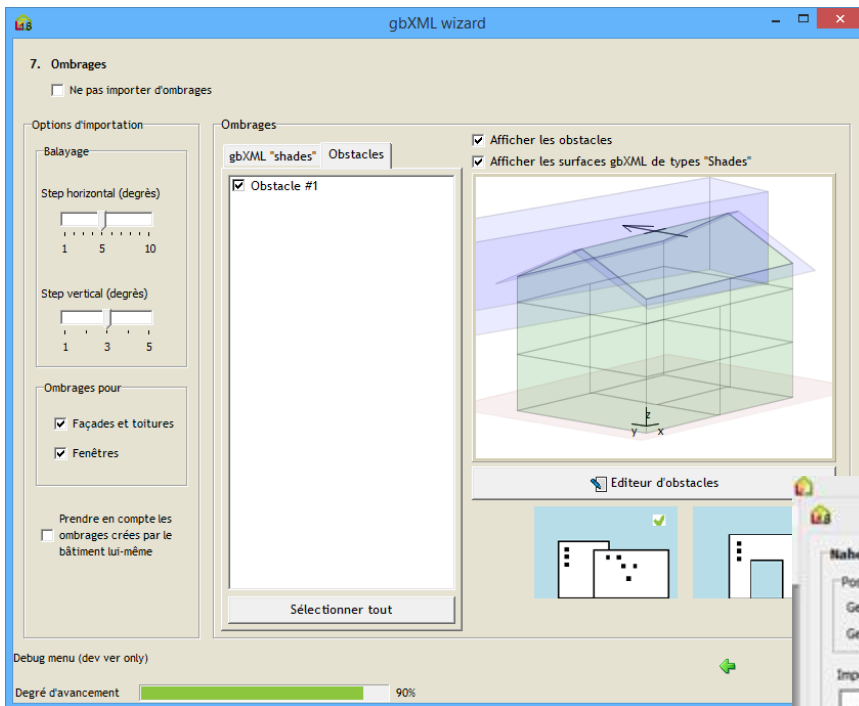 gbXML wizard
7. Ombrages
Ne pas importer d'ombrages
Options d'importation
Balayage
Step horizontal (degrès)
1 5 10
Step vertical (degrès)
1 3 5
Ombrages pour
Façades et toitures
Fenêtres
Prendre en compte les
ombrages crées par le
bâtiment lui-même
Ombrages
gbXML "shades" Obstacles
Obstacle #1
Sélectionner tout
Afficher les obstacles
Afficher les surfaces gbXML de types "Shades"
z
y x
Editeur d'obstacles
Debug menu (dev ver only)
Degré d'avancement 90%